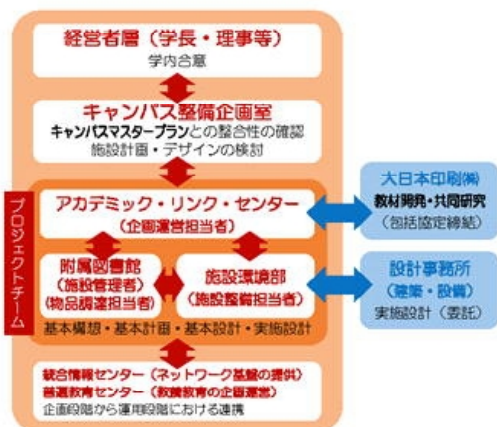 経営者層（学長・理事等）
学内合意
キャンパス整備企画室
キャンパスマスタープランとの整合性の確認
施設計画・デザインの検討
プロジェクトチーム
アカデミック・リンク・センター
（企画運営担当者）
附属図書館
（施設管理者）
（物品調達担当者）
施設環境部
（施設整備担当者）
基本構想・基本計画・基本設計・実施設計
統合情報センター（ネットワーク基盤の提供）
普遍教育センター（教養教育の企画運営）
企画段階から運用段階における連携
大日本印刷㈱
教材開発・共同研究
（包括協定締結）
設計事務所
（建築・設備）
実施設計（委託）